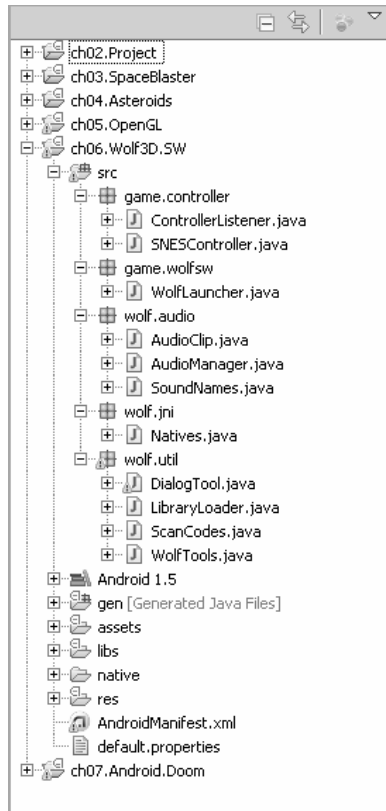 ch02.Project
ch03.SpaceBlaster
ch04.Asteroids
ch05.OpenGL
ch06.Wolf3D.SW
src
game.controller
ControllerListener.java
SNESController.java
game.wolfsw
WolfLauncher.java
wolf.audio
AudioClip.java
AudioManager.java
SoundNames.java
wolf.jni
Natives.java
wolf.util
DialogTool.java
LibraryLoader.java
ScanCodes.java
WolfTools.java
Android 1.5
gen [Generated Java Files]
assets
libs
native
res
AndroidManifest.xml
default.properties
ch07.Android.Doom